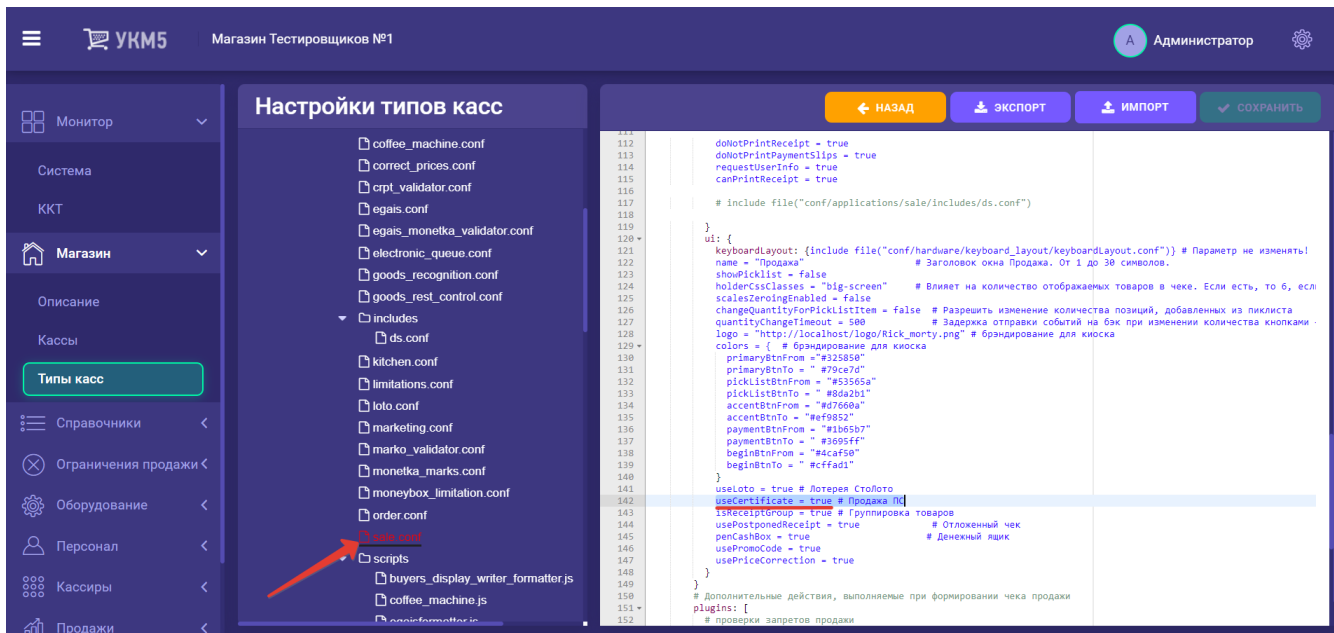 УКМ5
Магазин Тестировщиков №1
А
Администратор
Монитор
Система
ККТ
Магазин
Описание
Кассы
Типы касс
Справочники
Ограничения продажи
Оборудование
Персонал
Кассиры
Продажи
Настройки типов касс
coffee_machine.conf
correct_prices.conf
crpt_validator.conf
egais.conf
egais_monetka_validator.conf
electronic_queue.conf
goods_recognition.conf
goods_rest_control.conf
includes
ds.conf
kitchen.conf
limitations.conf
loto.conf
marketing.conf
marko_validator.conf
monetka_marks.conf
moneybox_limitation.conf
order.conf
sale.conf
scripts
buyers_display_writer_formatter.js
coffee_machine.js
egaisformatter.js
НАЗАД
ЭКСПОРТ
ИМПОРТ
СОХРАНИТЬ
111
112 doNotPrintReceipt = true
113 doNotPrintPaymentSlips = true
114 requestUserInfo = true
115 canPrintReceipt = true
116
117 # include file("conf/applications/sale/includes/ds.conf")
118
119 }
120 ui: {
121 keyboardLayout: {include file("conf/hardware/keyboard_layout/keyboardLayout.conf")} # Параметр не изменять!
122 name = "Продажа" # Заголовок окна Продажа. От 1 до 30 символов.
123 showPicklist = false
124 holderCssClasses = "big-screen" # Влияет на количество отображаемых товаров в чеке. Если есть, то 6, если
125 scalesZeroingEnabled = false
126 changeQuantityForPickListItem = false # Разрешить изменение количества позиций, добавленных из пиклиста
127 quantityChangeTimeout = 500 # Задержка отправки событий на бэк при изменении количества кнопками -
128 logo = "http://localhost/logo/Rick_morty.png" # брэндирование для киоска
129 colors = { # брэндирование для киоска
130 primaryBtnFrom ="#325850"
131 primaryBtnTo = " #79ce7d"
132 pickListBtnFrom = "#53565a"
133 pickListBtnTo = " #8da2b1"
134 accentBtnFrom = "#d7660a"
135 accentBtnTo = "#ef9852"
136 paymentBtnFrom = "#1b65b7"
137 paymentBtnTo = " #3695ff"
138 beginBtnFrom = "#4caf50"
139 beginBtnTo = " #cffad1"
140 }
141 useLoto = true # Лотерея СтоЛото
142 useCertificate = true # Продажа ПС
143 isReceiptGroup = true # Группировка товаров
144 usePostponedReceipt = true # Отложенный чек
145 penCashBox = true # Денежный ящик
146 usePromoCode = true
147 usePriceCorrection = true
148 }
149 }
150 # Дополнительные действия, выполняемые при формировании чека продажи
151 plugins: [
152 # проверки запретов продажи